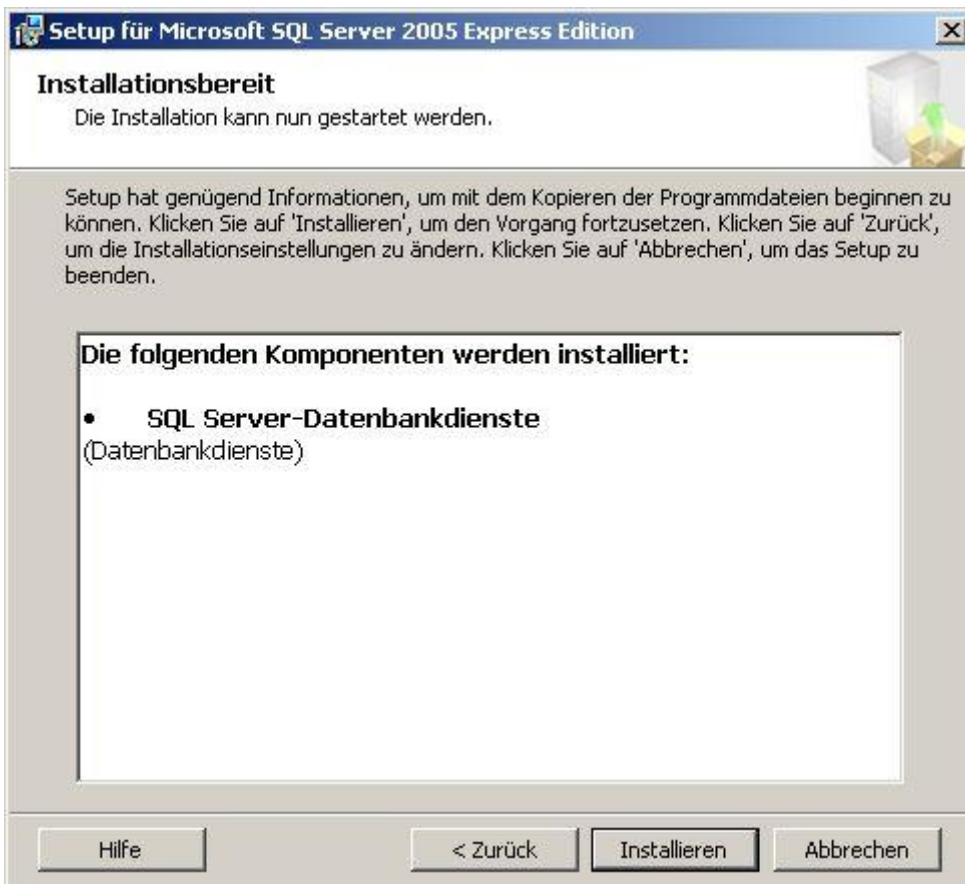 Setup für Microsoft SQL Server 2005 Express Edition
Installationsbereit
Die Installation kann nun gestartet werden.
Setup hat genügend Informationen, um mit dem Kopieren der Programmdateien beginnen zu
können. Klicken Sie auf 'Installieren', um den Vorgang fortzusetzen. Klicken Sie auf 'Zurück',
um die Installationseinstellungen zu ändern. Klicken Sie auf 'Abbrechen', um das Setup zu
beenden.
Die folgenden Komponenten werden installiert:
• SQL Server-Datenbankdienste
(Datenbankdienste)
Hilfe < Zurück Installieren Abbrechen